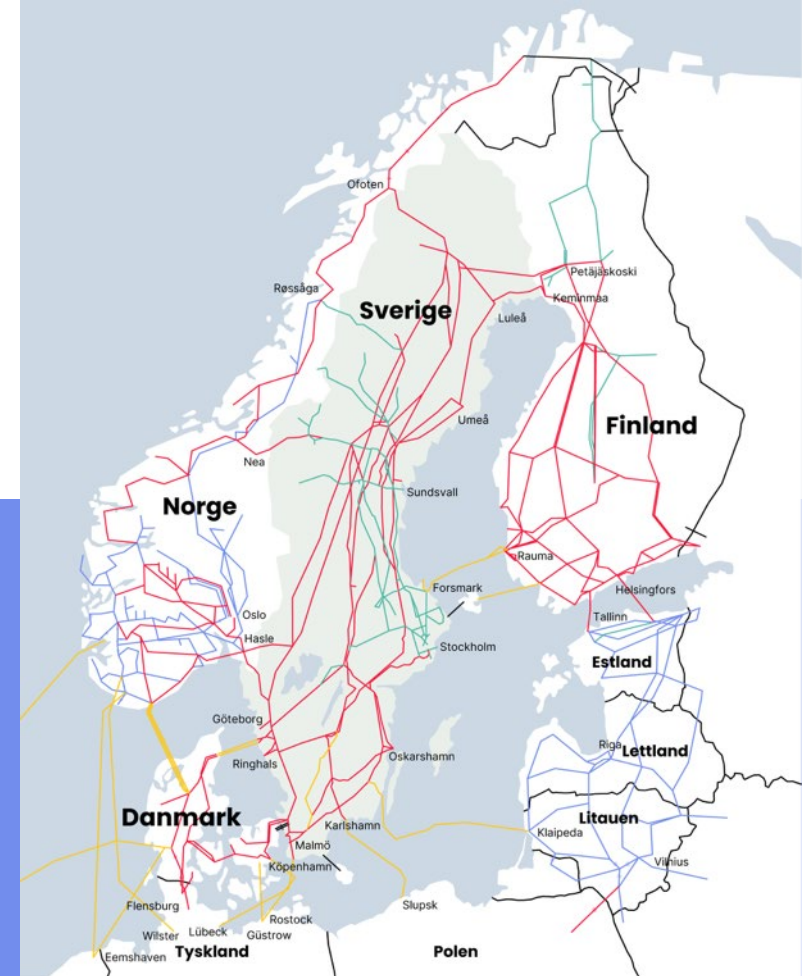 Ofoten
Petäjäskoski
Røssåga
Keminmaa
Sverige
Luleå
Umeå
Finland
Nea
Sundsvall
Norge
Rauma
Forsmark
Helsingfors
Oslo
Tallinn
Hasle
Stockholm
Estland
Göteborg
Riga
Lettland
Oskarshamn
Ringhals
Danmark
Litauen
Karlshamn
Klaipeda
Malmö
Vilnius
Köpenhamn
Flensburg
Slupsk
Rostock
Wilster
Lübeck
Güstrow
Tyskland
Polen
Eemshaven